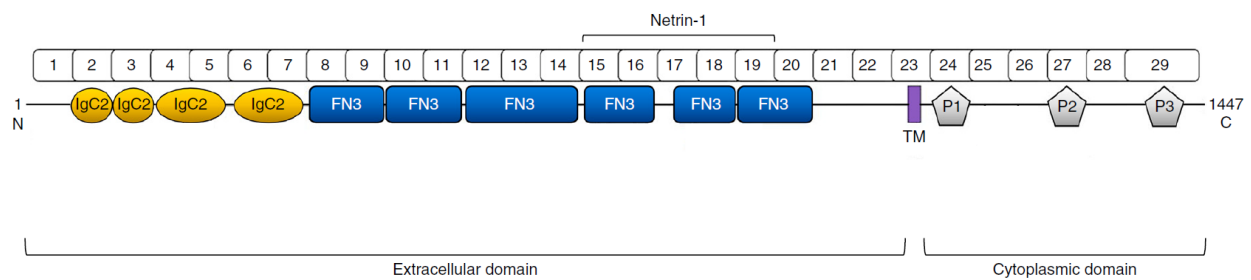 Netrin-1
1 2 3 4 5 6 7 8 9 10 11 12 13 14 15 16 17 18 19 20 21 22 23 24 25 26 27 28 29
1 IgC2 IgC2 IgC2 IgC2 FN3 FN3 FN3 FN3 FN3 FN3 P1 P2 P3 1447
N C
TM
Extracellular domain Cytoplasmic domain